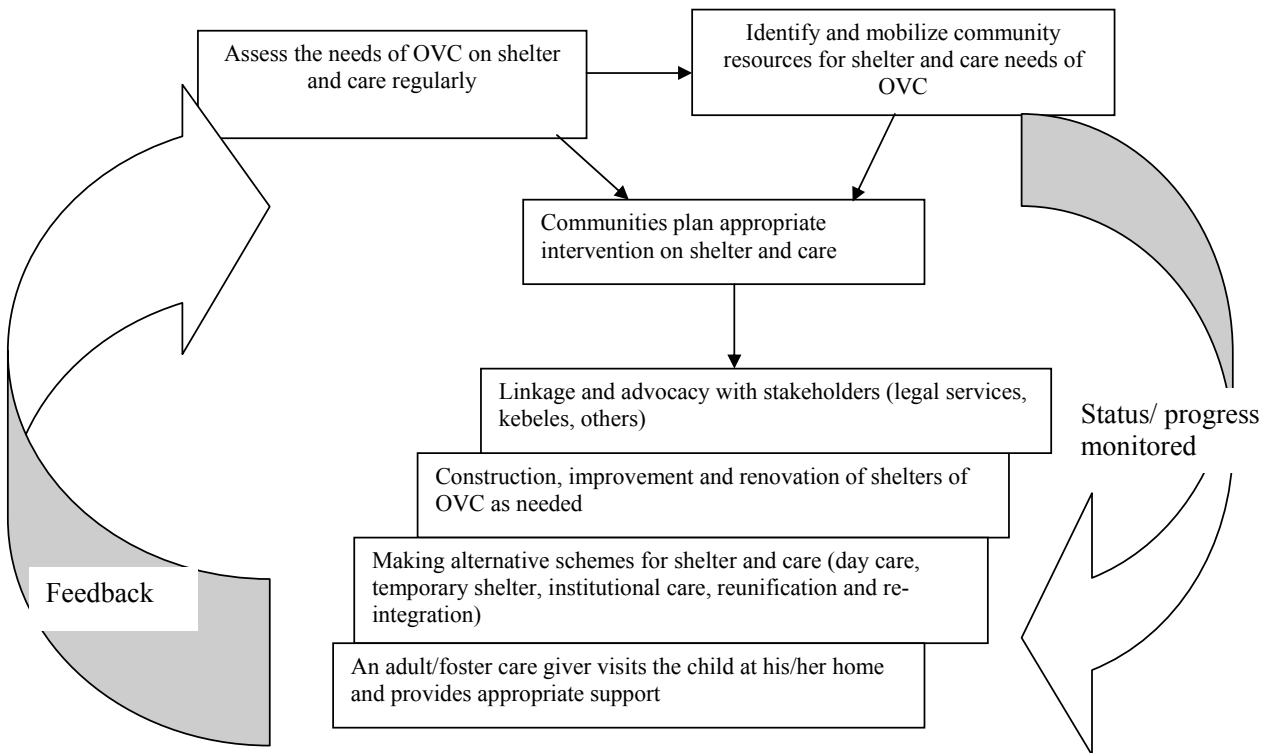 Assess the needs of OVC on shelter
and care regularly
Identify and mobilize community
resources for shelter and care needs of
OVC
Communities plan appropriate
intervention on shelter and care
Linkage and advocacy with stakeholders (legal services,
kebeles, others)
Construction, improvement and renovation of shelters of
OVC as needed
Making alternative schemes for shelter and care (day care,
temporary shelter, institutional care, reunification and re-
integration)
An adult/foster care giver visits the child at his/her home
and provides appropriate support
Status/ progress
monitored
Feedback